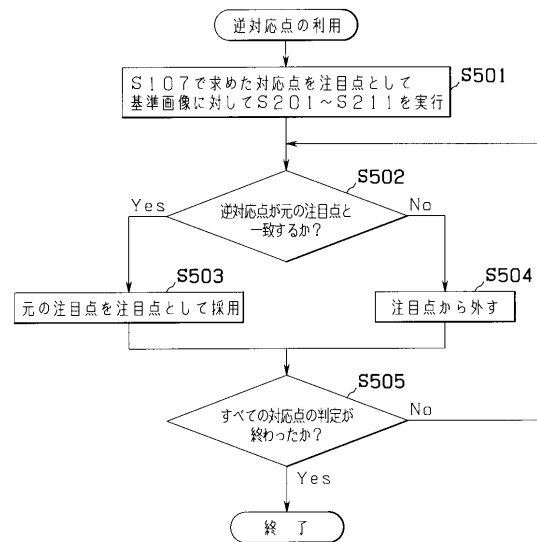 逆対応点の利用
S501
S107で求めた対応点を注目点として
基準画像に対してS201~S211を実行
S502
Yes
逆対応点が元の注目点と
一致するか?
No
S503
元の注目点を注目点として採用
S504
注目点から外す
S505
すべての対応点の判定が
終わったか?
No
Yes
終了